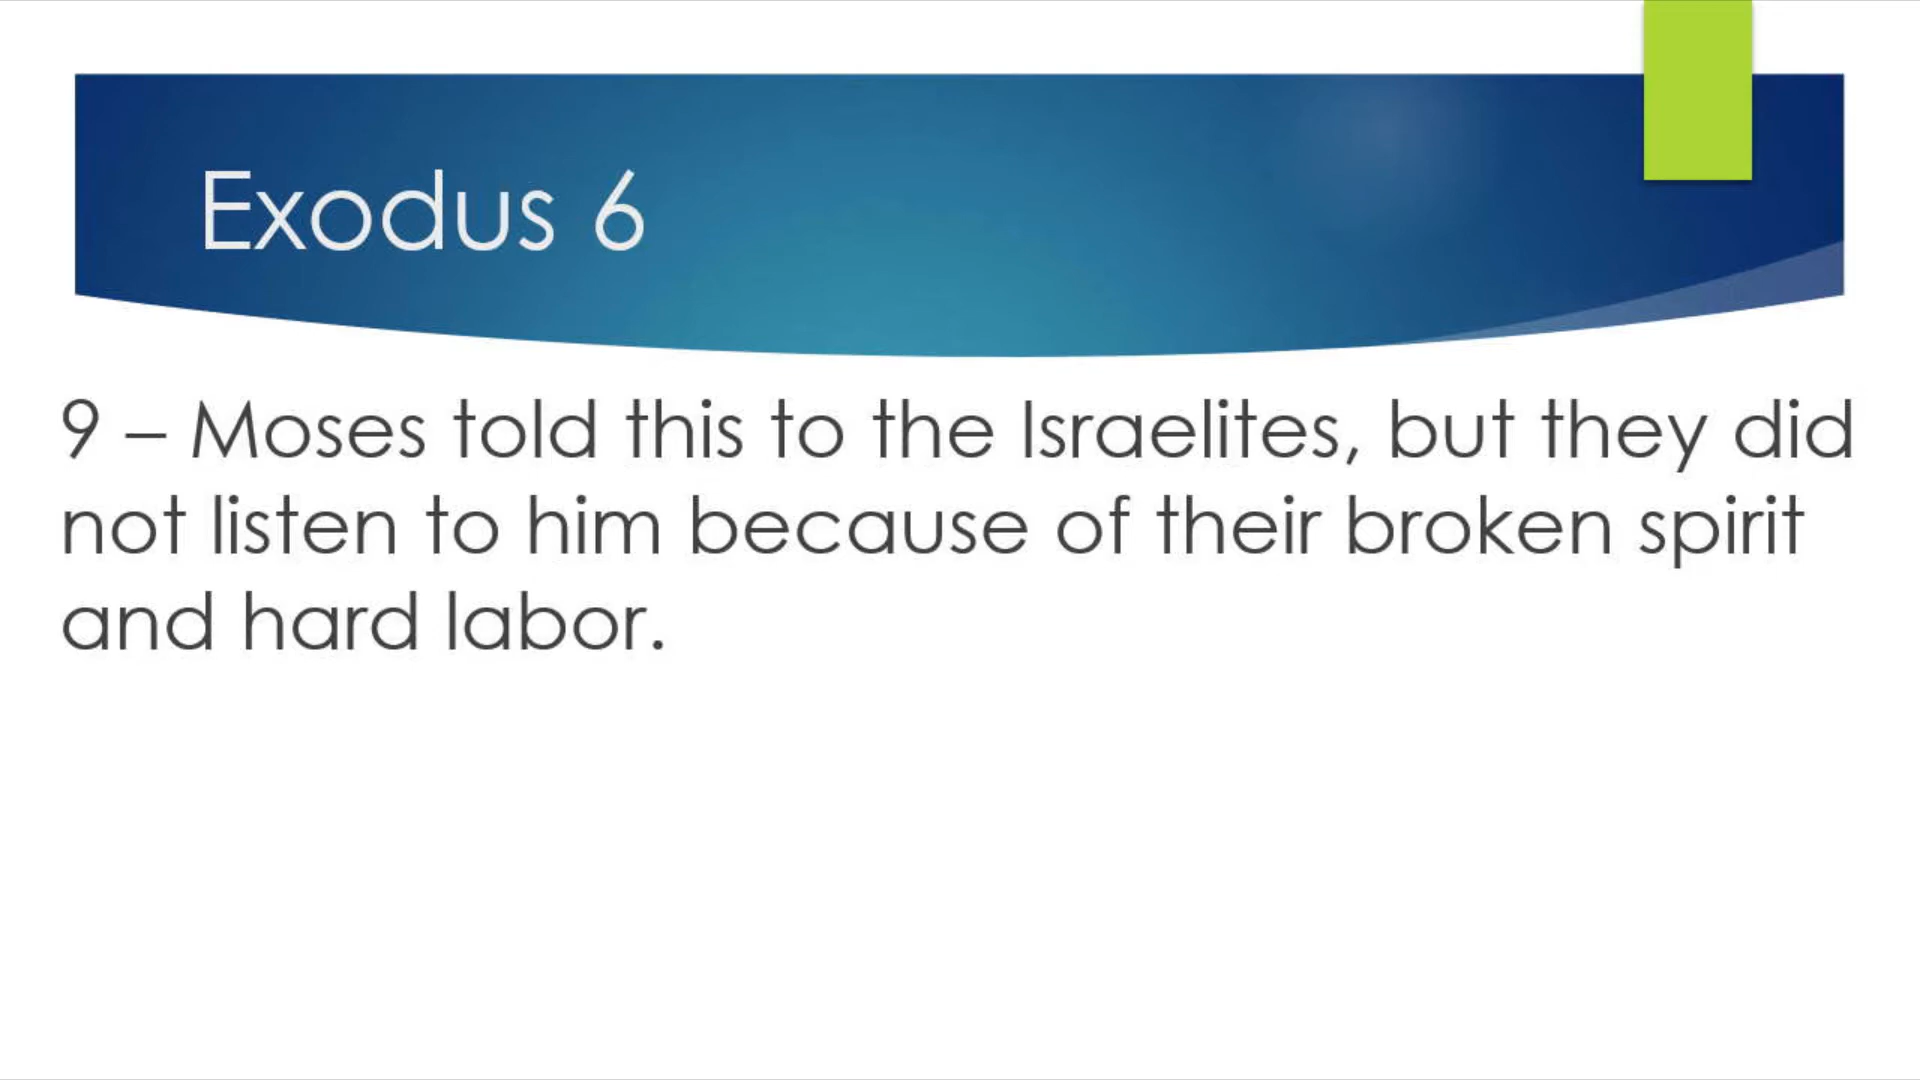 Exodus 6
9 – Moses told this to the Israelites, but they did
not listen to him because of their broken spirit
and hard labor.